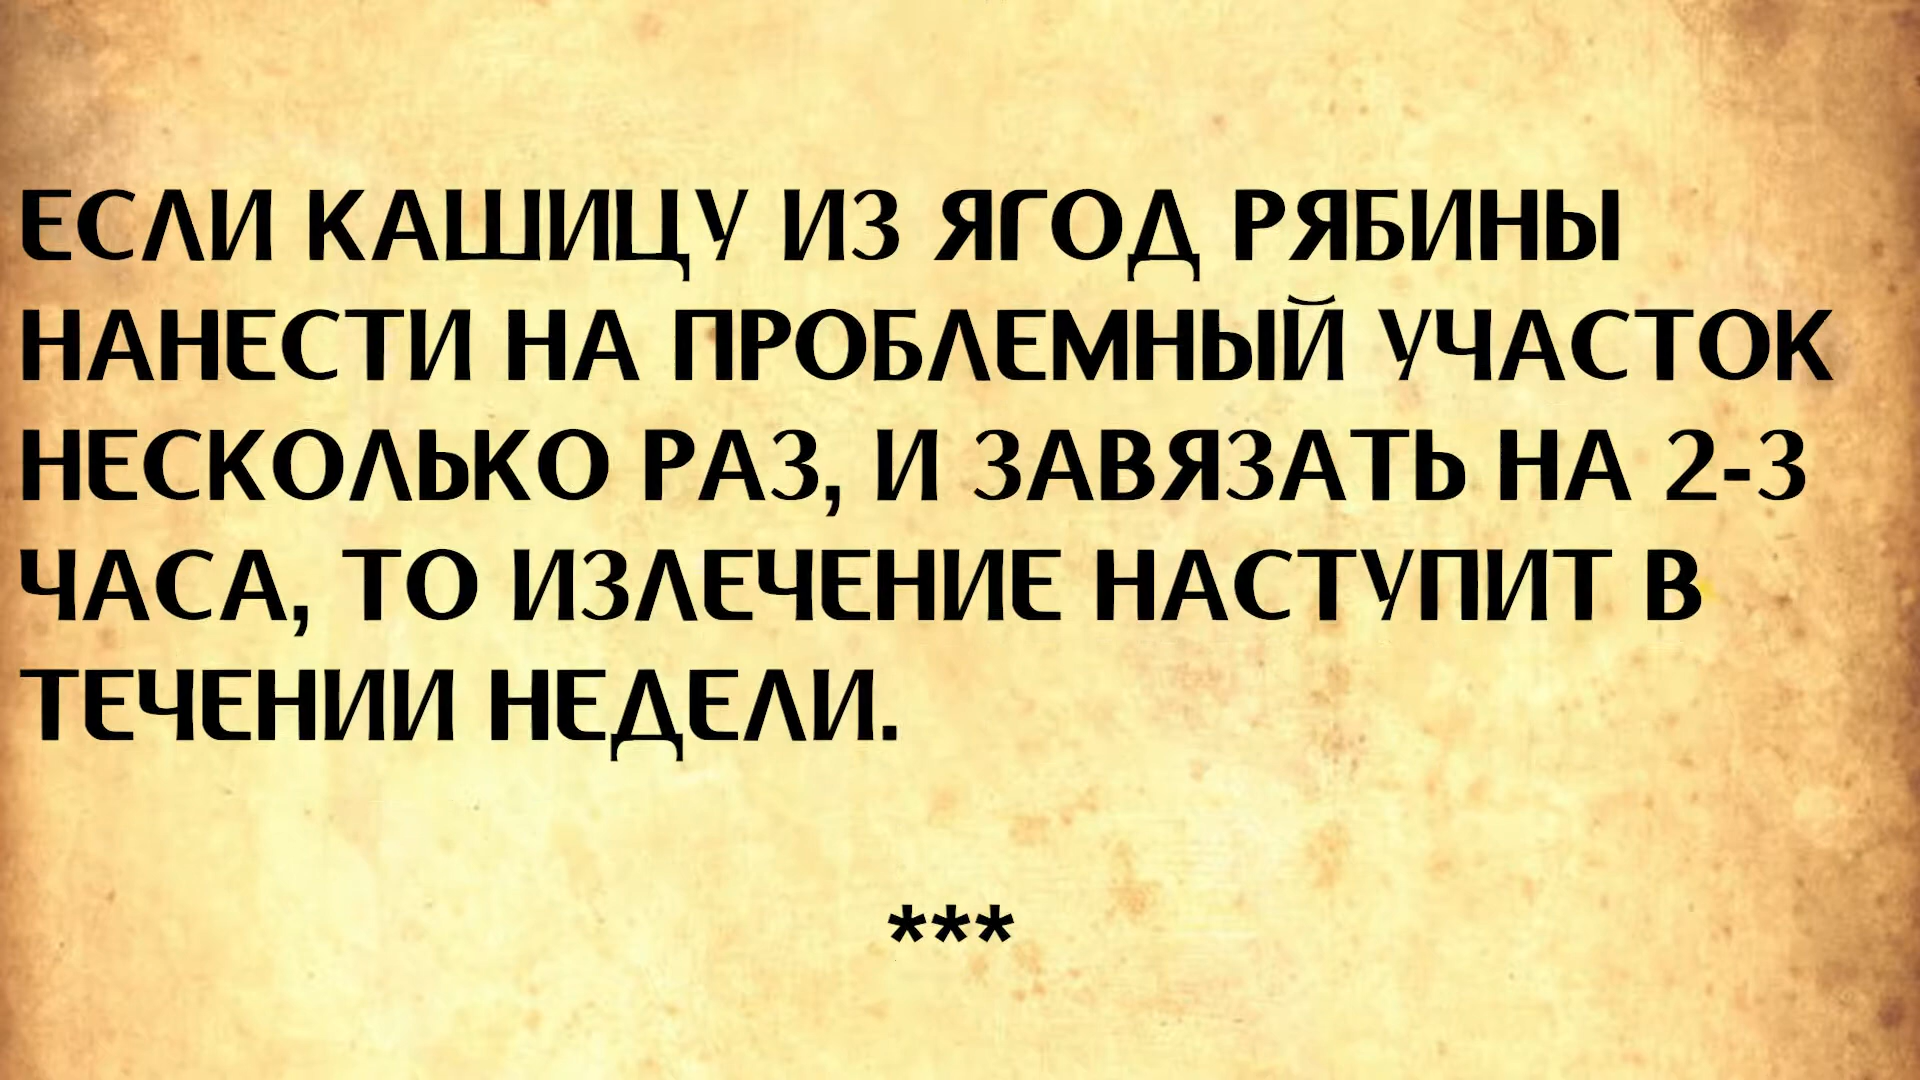 ЕСЛИ КАШИЦУ ИЗ ЯГОД РЯБИНЫ
НАНЕСТИ НА ПРОБЛЕМНЫЙ УЧАСТОК
НЕСКОЛЬКО РАЗ, И ЗАВЯЗАТЬ НА 2-3
ЧАСА, ТО ИЗЛЕЧЕНИЕ НАСТУПИТ В
ТЕЧЕНИИ НЕДЕЛИ.
***